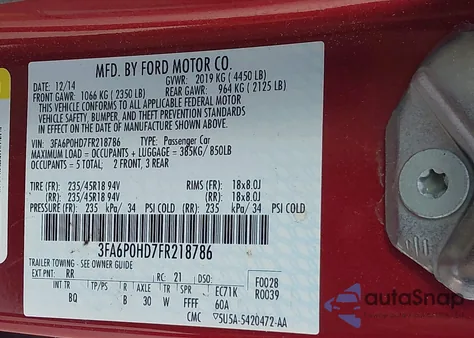 MFD. BY FORD MOTOR CO.
DATE: 12/14 GVWR: 2019 KG ( 4450 LB)
FRONT GAWR: 1066 KG ( 2350 LB) REAR GAWR: 964 KG ( 2125 LB)
THIS VEHICLE CONFORMS TO ALL APPLICABLE FEDERAL MOTOR
VEHICLE SAFETY, BUMPER, AND THEFT PREVENTION STANDARDS
IN EFFECT ON THE DATE OF MANUFACTURE SHOWN ABOVE.
VIN: 3FA6P0HD7FR218786 TYPE: Passenger Car
MAXIMUM LOAD = OCCUPANTS + LUGGAGE = 385KG/ 850LB
OCCUPANTS = 5 TOTAL; 2 FRONT, 3 REAR
TIRE (FR): 235/45R18 94V RIMS (FR): 18x8.0J
TIRE (RR): 235/45R18 94V RIMS (RR): 18x8.0J
PRESSURE (FR): 235 kPa/ 34 PSI COLD (RR): 235 kPa/ 34 PSI COLD
3FA6P0HD7FR218786
TRAILER TOWING - SEE OWNER GUIDE
EXT PNT: RR RC: 21 DSO: F0028
R0039
INT TR TP/PS R AXLE TR SPR EC71K
BQ B 30 W FFFF 60A
CMC 5U5A-5420472-AA
autoSnap